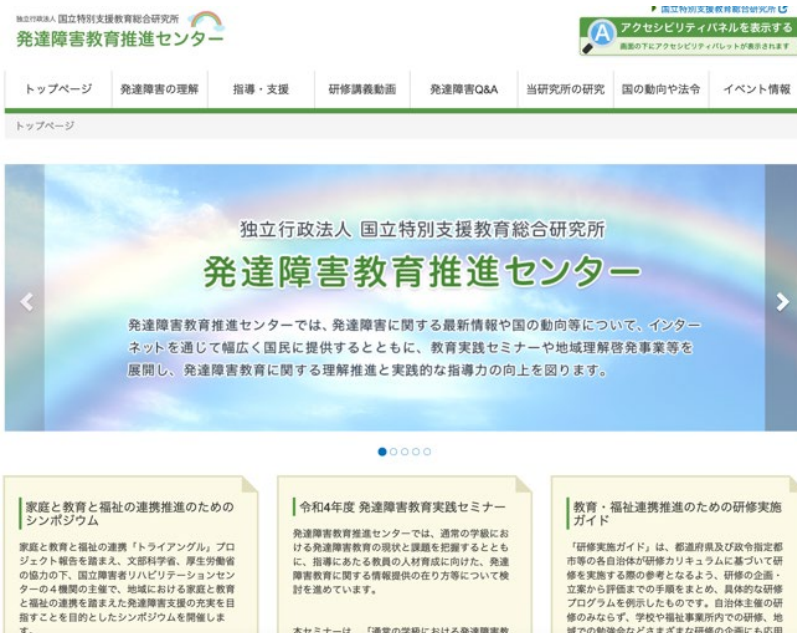 国立特別支援教育総合研究所
独立行政法人 国立特別支援教育総合研究所
発達障害教育推進センター
A アクセシビリティパネルを表示する
画面の下にアクセシビリティパレットが表示されます
トップページ 発達障害の理解 指導・支援 研修講義動画 発達障害Q&A 当研究所の研究 国の動向や法令 イベント情報
トップページ
独立行政法人 国立特別支援教育総合研究所
発達障害教育推進センター
発達障害教育推進センターでは、発達障害に関する最新情報や国の動向等について、インター
ネットを通じて幅広く国民に提供するとともに、教育実践セミナーや地域理解啓発事業等を
展開し、発達障害教育に関する理解推進と実践的な指導力の向上を図ります。
家庭と教育と福祉の連携推進のための
シンポジウム
家庭と教育と福祉の連携「トライアングル」プロ
ジェクト報告を踏まえ、文部科学省、厚生労働省
の協力の下、国立障害者リハビリテーションセン
ターの4機関の主催で、地域における家庭と教育
と福祉の連携を踏まえた発達障害支援の充実を目
指すことを目的としたシンポジウムを開催しま
す。
令和4年度 発達障害教育実践セミナー
発達障害教育推進センターでは、通常の学級にお
ける発達障害教育の現状と課題を把握するととも
に、指導にあたる教員の人材育成に向けた、発達
障害教育に関する情報提供の在り方等について検
討を進めています。
本セミナーは、「通常の学級における発達障害教
教育・福祉連携推進のための研修実施
ガイド
「研修実施ガイド」は、都道府県及び政令指定都
市等の各自治体が研修カリキュラムに基づいて研
修を実施する際の参考となるよう、研修の企画・
立案から評価までの手順をまとめ、具体的な研修
プログラムを例示したものです。自治体主催の研
修のみならず、学校や福祉事業所内での研修、地
域での勉強会などさまざまな研修の企画にも応用